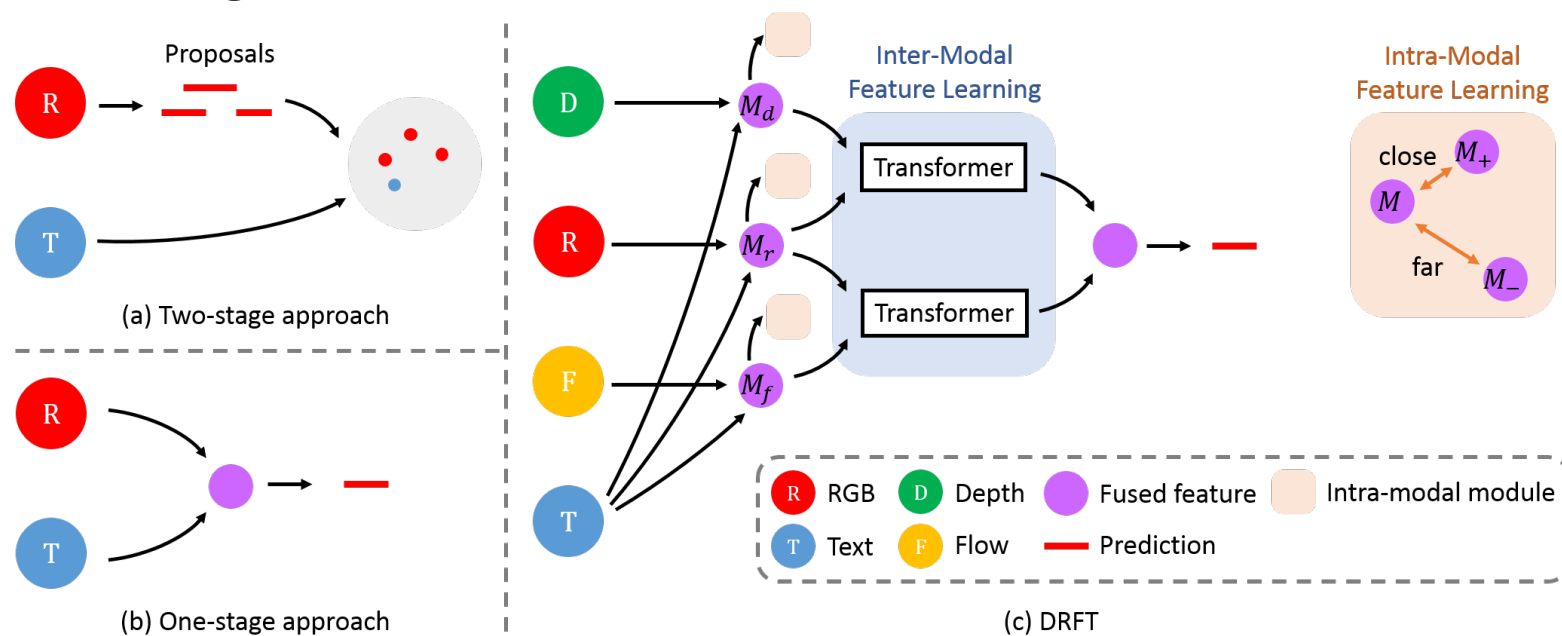 Proposals
R
T
(a) Two-stage approach
R
T
(b) One-stage approach
Inter-Modal
Feature Learning
Intra-Modal
Feature Learning
D
R
F
T
M_d
M_r
M_f
Transformer
Transformer
close
M_+
M
far
M_-
R RGB
D Depth
Fused feature
Intra-modal module
T Text
F Flow
Prediction
(c) DRFT